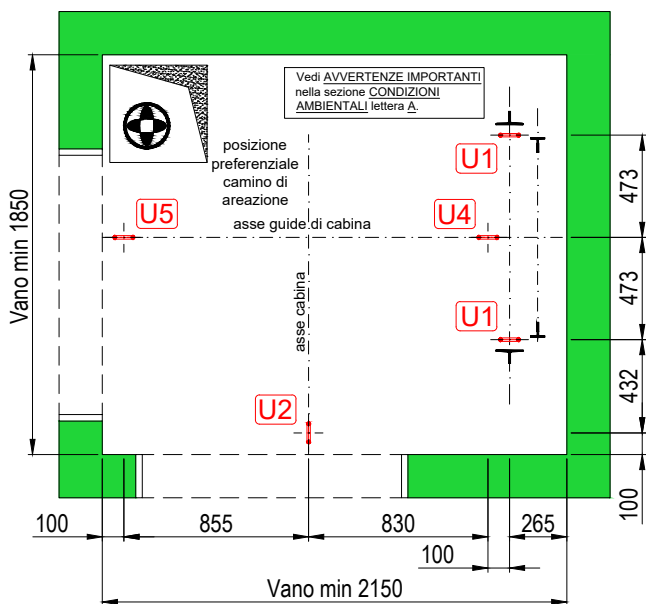 Vedi AVVERTENZE IMPORTANTI
nella sezione CONDIZIONI
AMBIENTALI lettera A.
posizione
preferenziale
camino di
areazione
U1
U5
asse guide di cabina
U4
473
Vano min 1850
asse cabina
U1
473
U2
432
100
855
830
265
100
100
Vano min 2150